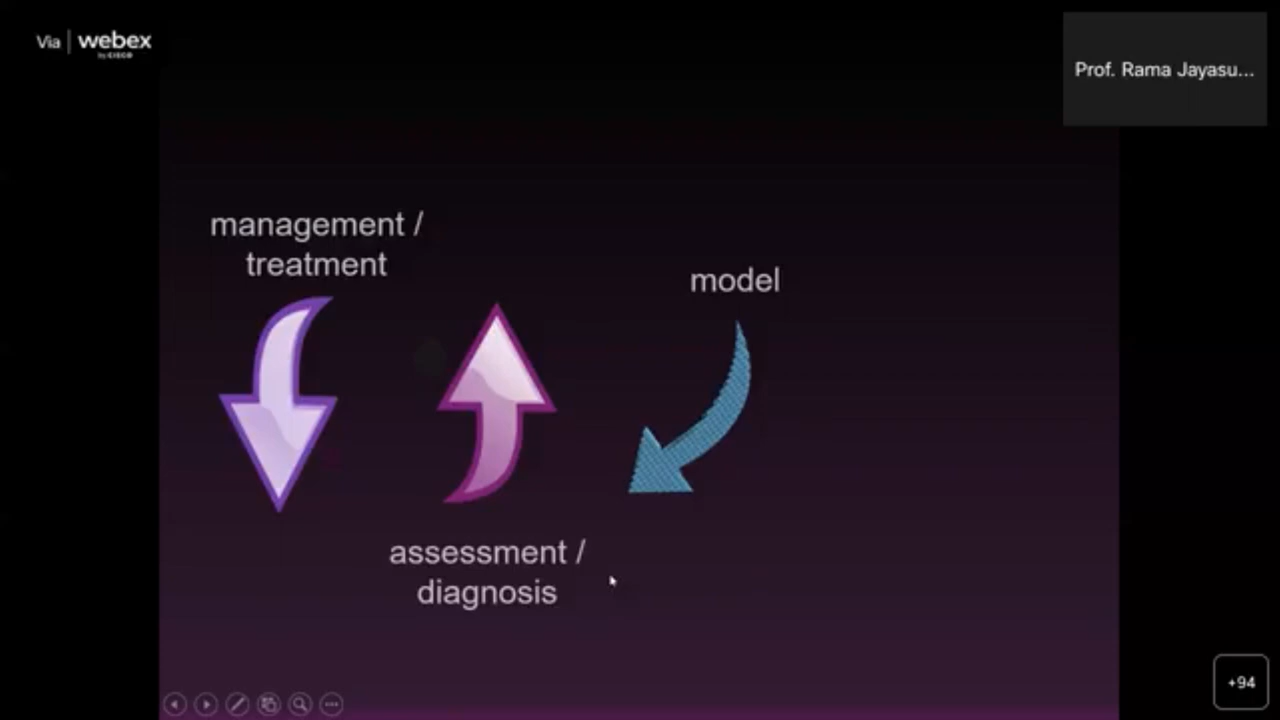 Via | webex
by CISCO
Prof. Rama Jayasu...
management /
treatment
model
assessment /
diagnosis
+94